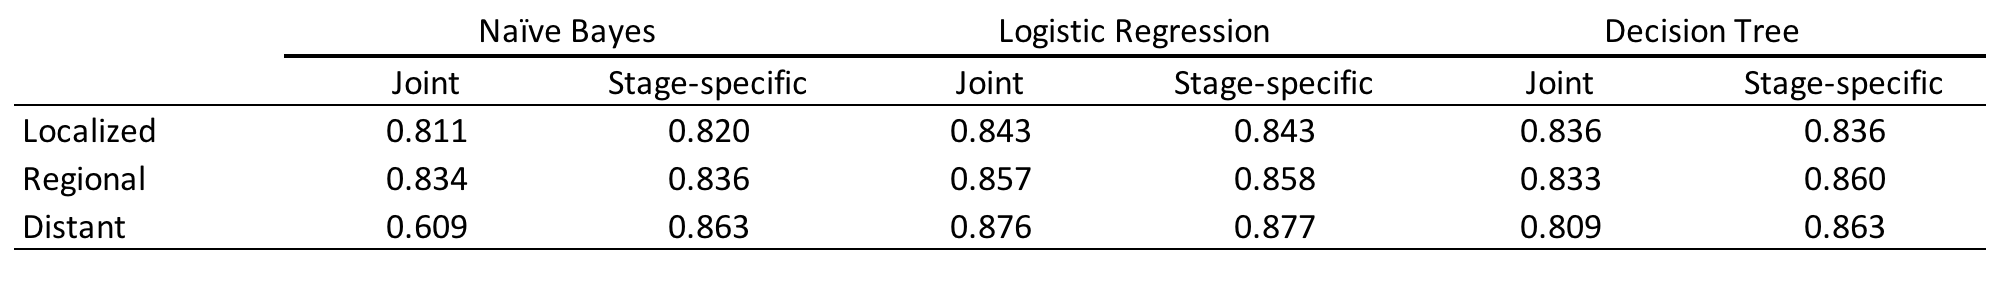 Naïve Bayes Logistic Regression Decision Tree
Joint Stage-specific Joint Stage-specific Joint Stage-specific
Localized 0.811 0.820 0.843 0.843 0.836 0.836
Regional 0.834 0.836 0.857 0.858 0.833 0.860
Distant 0.609 0.863 0.876 0.877 0.809 0.863